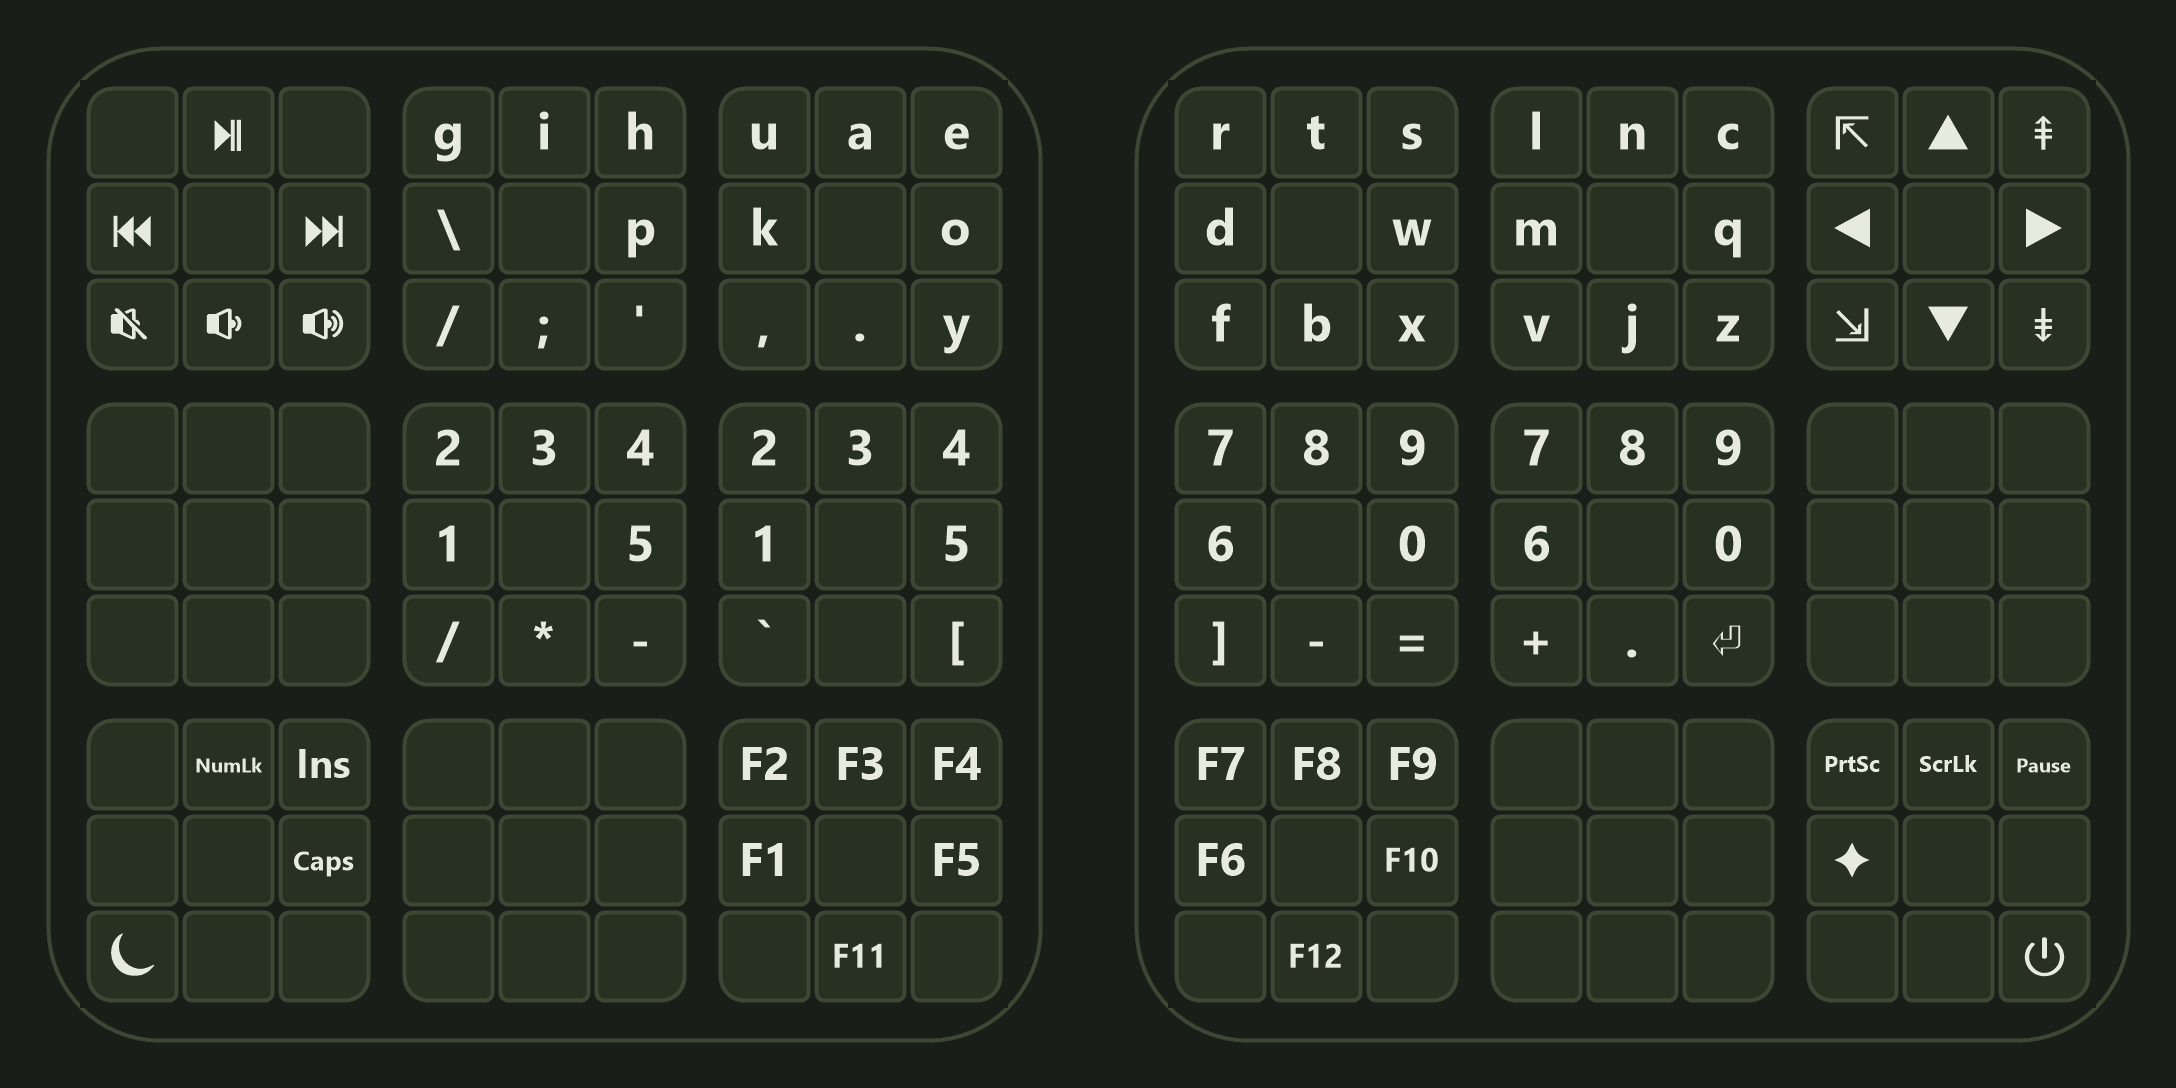 g i h u a e r t s l n c
\ p k o d w m q
/ ; ' , . y f b x v j z
2 3 4 2 3 4 7 8 9 7 8 9
1 5 1 5 6 0 6 0
/ * - ` [ ] - = + . ⏎
NumLk Ins F2 F3 F4 F7 F8 F9 PrtSc ScrLk Pause
Caps F1 F5 F6 F10
F11 F12